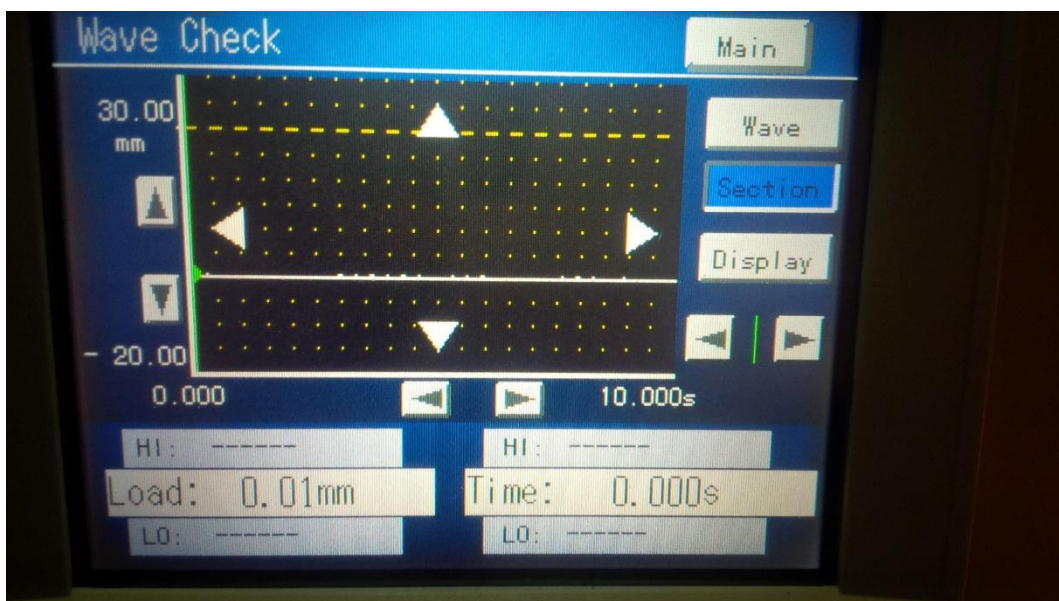 Wave Check
Main
30.00
mm
Wave
Section
Display
- 20.00
0.000
10.000s
HI: ------
HI: ------
Load: 0.01mm
Time: 0.000s
LO: ------
LO: ------